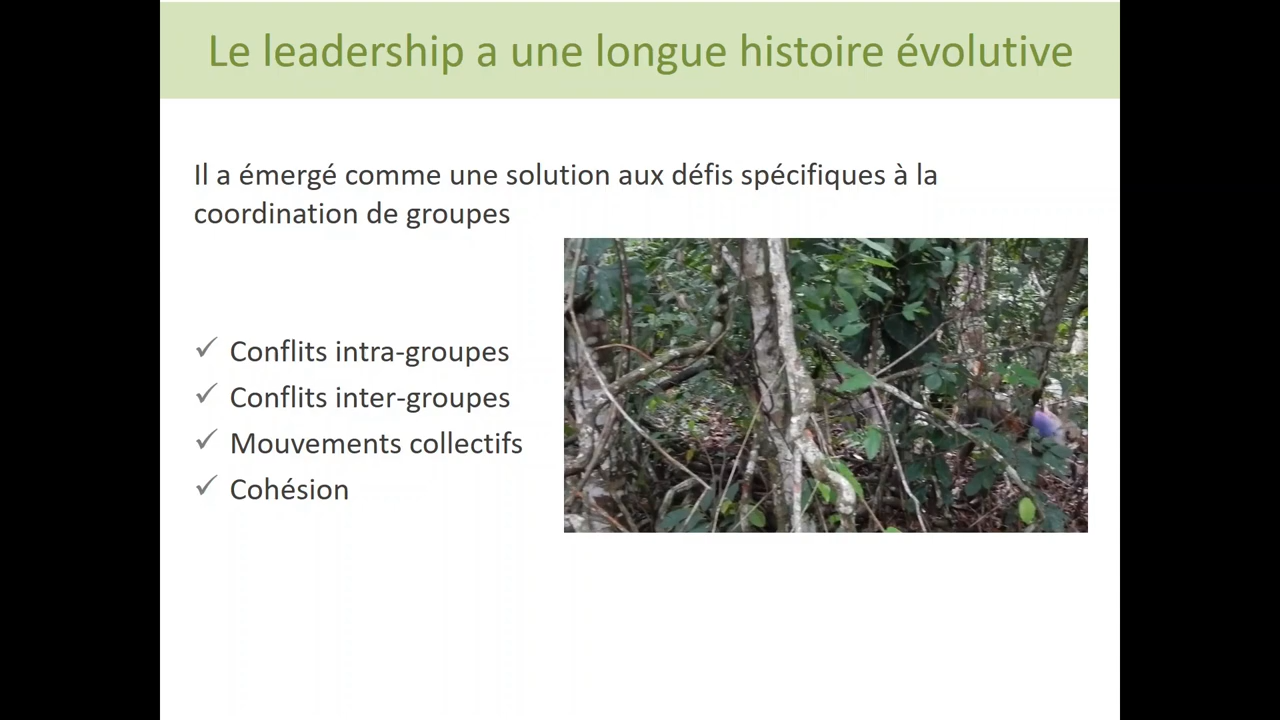 Le leadership a une longue histoire évolutive
Il a émergé comme une solution aux défis spécifiques à la
coordination de groupes
✓ Conflits intra-groupes
✓ Conflits inter-groupes
✓ Mouvements collectifs
✓ Cohésion